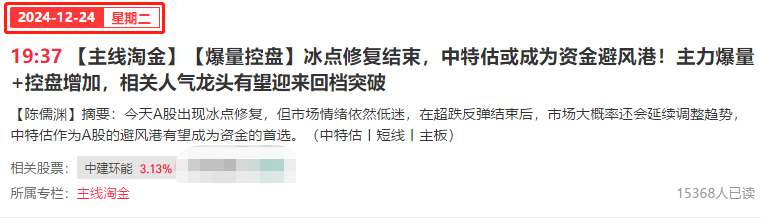 2024-12-24 星期二
19:37 【主线淘金】【爆量控盘】冰点修复结束，中特估或成为资金避风港！主力爆量
+控盘增加，相关人气龙头有望迎来回档突破
【陈儒渊】摘要：今天A股出现冰点修复，但市场情绪依然低迷，在超跌反弹结束后，市场大概率还会延续调整趋势，
中特估作为A股的避风港有望成为资金的首选。（中特估丨短线丨主板）
相关股票： 中建环能 3.13%
所属专栏：主线淘金 15368人已读